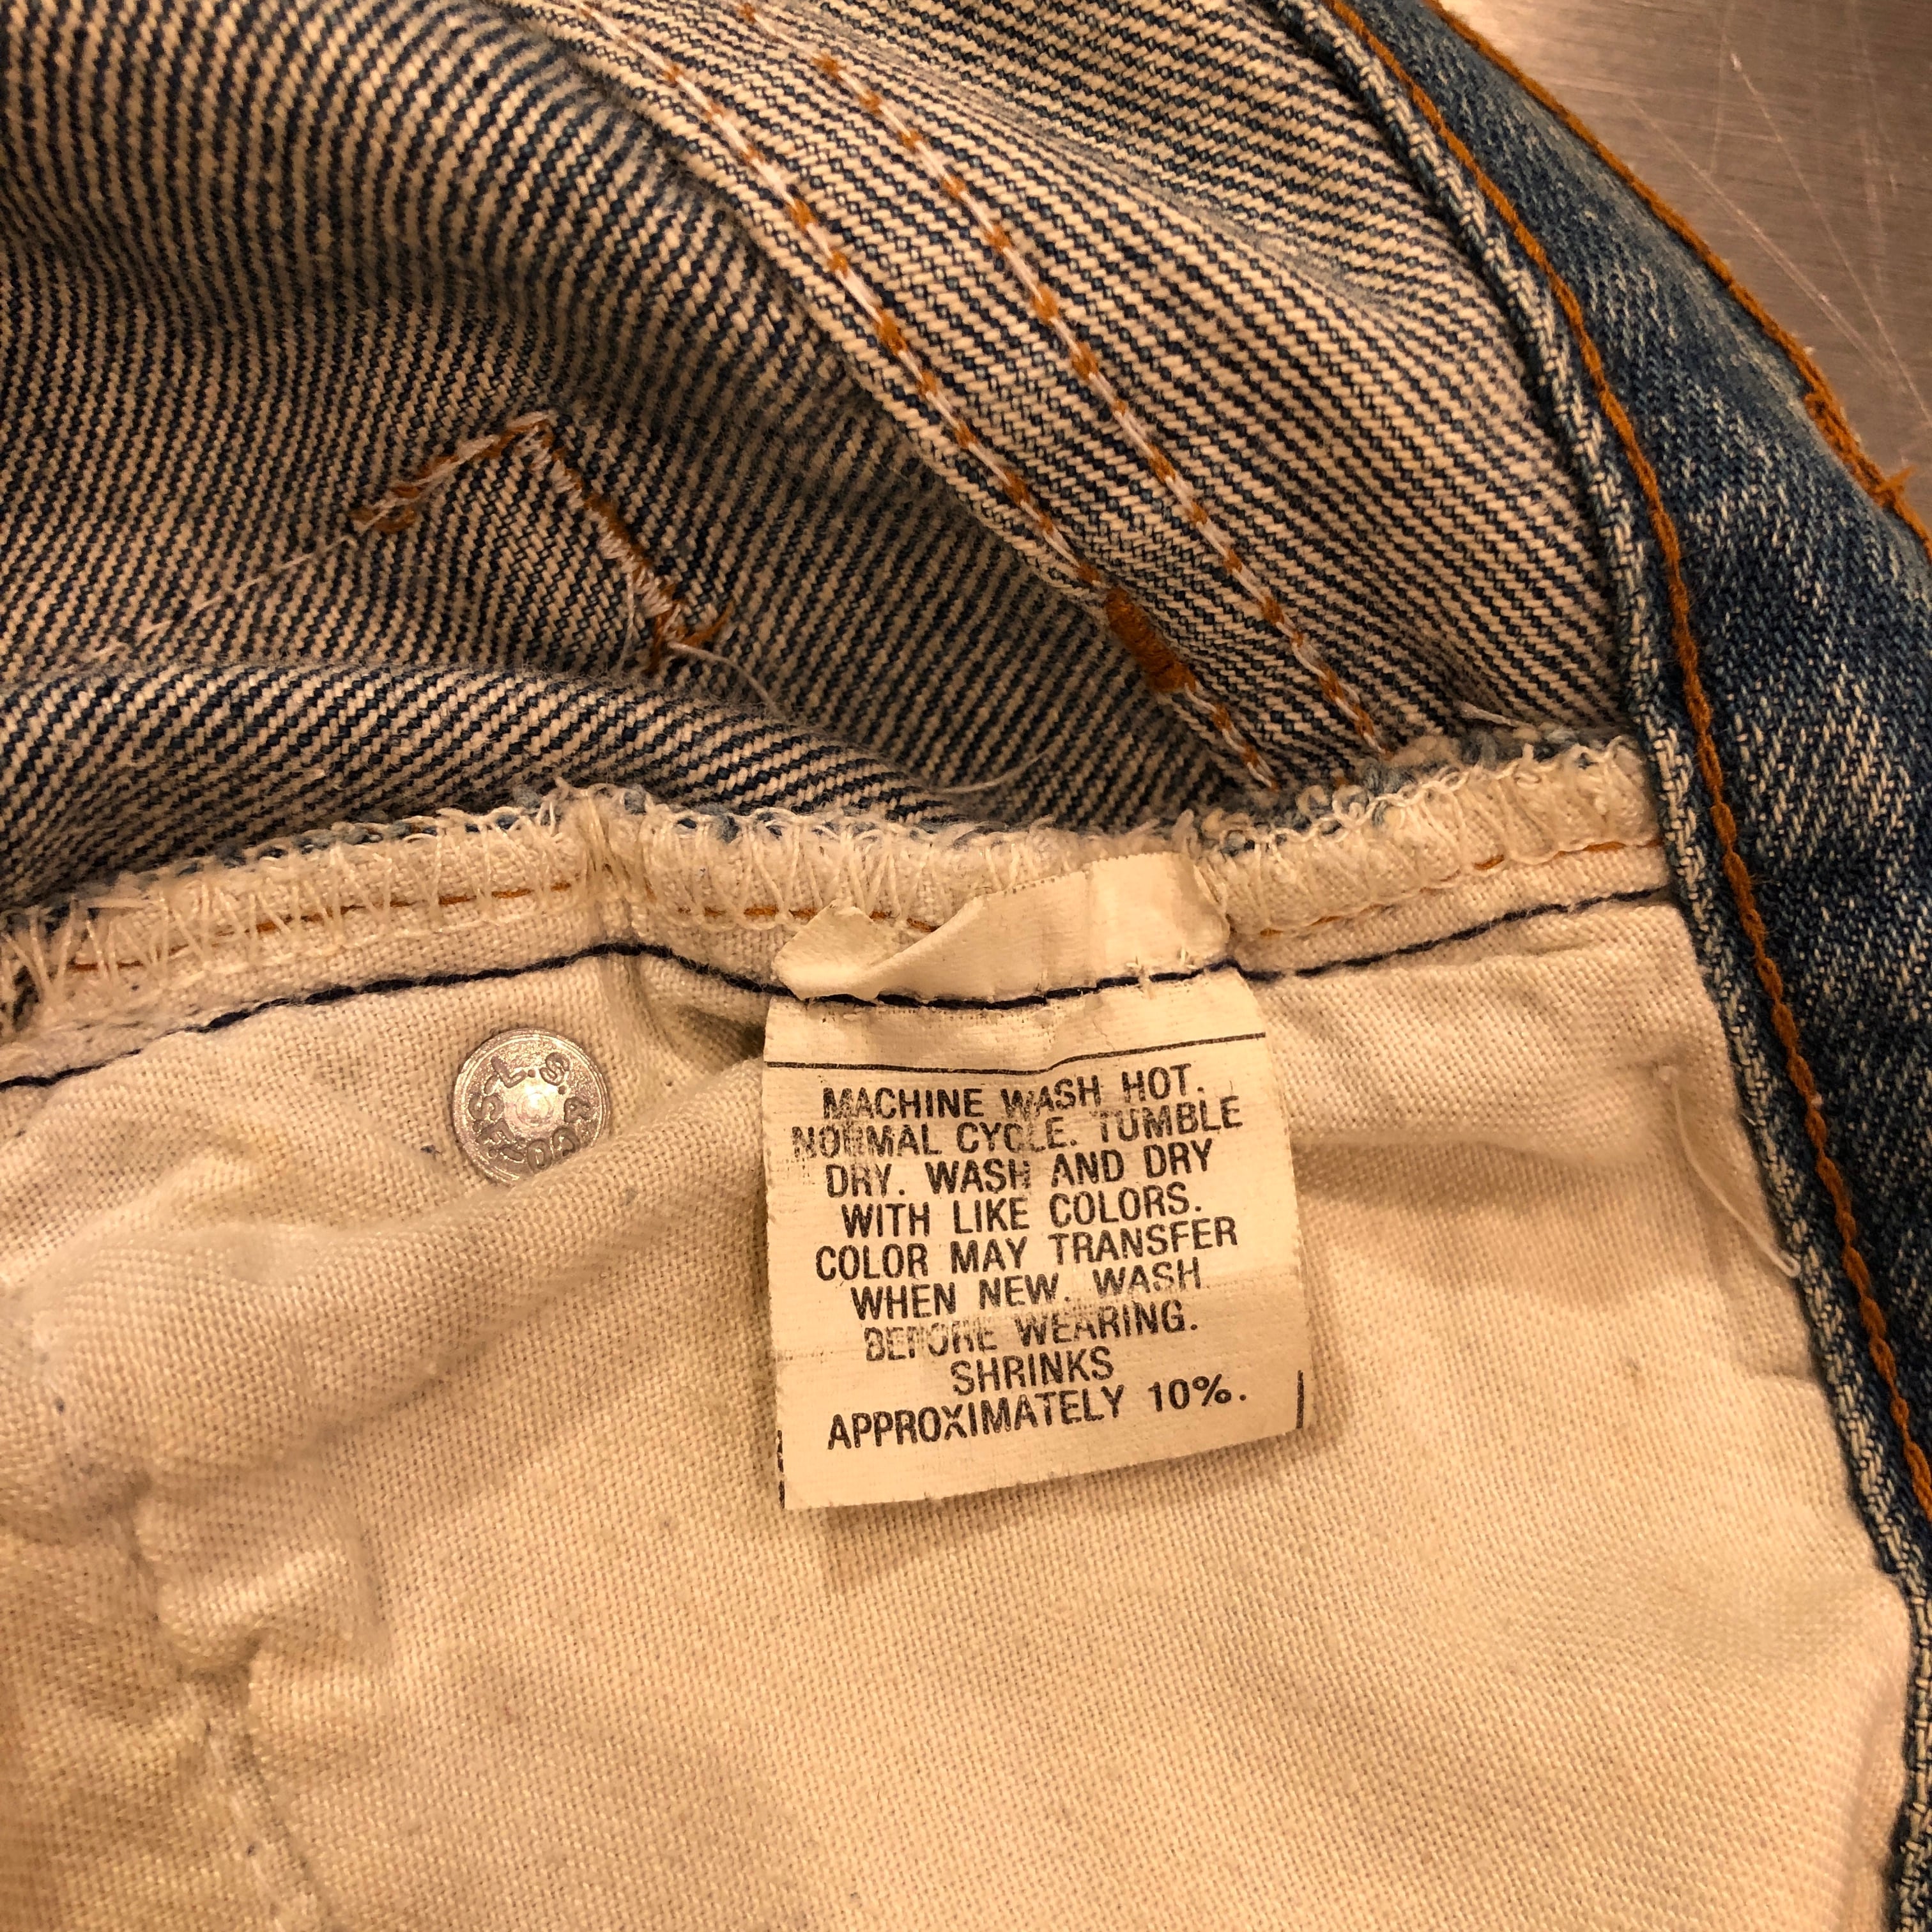 MACHINE WASH HOT.
NORMAL CYCLE. TUMBLE
DRY. WASH AND DRY
WITH LIKE COLORS.
COLOR MAY TRANSFER
WHEN NEW. WASH
BEFORE WEARING.
SHRINKS
APPROXIMATELY 10%.
L.S.&CO.-S.F.